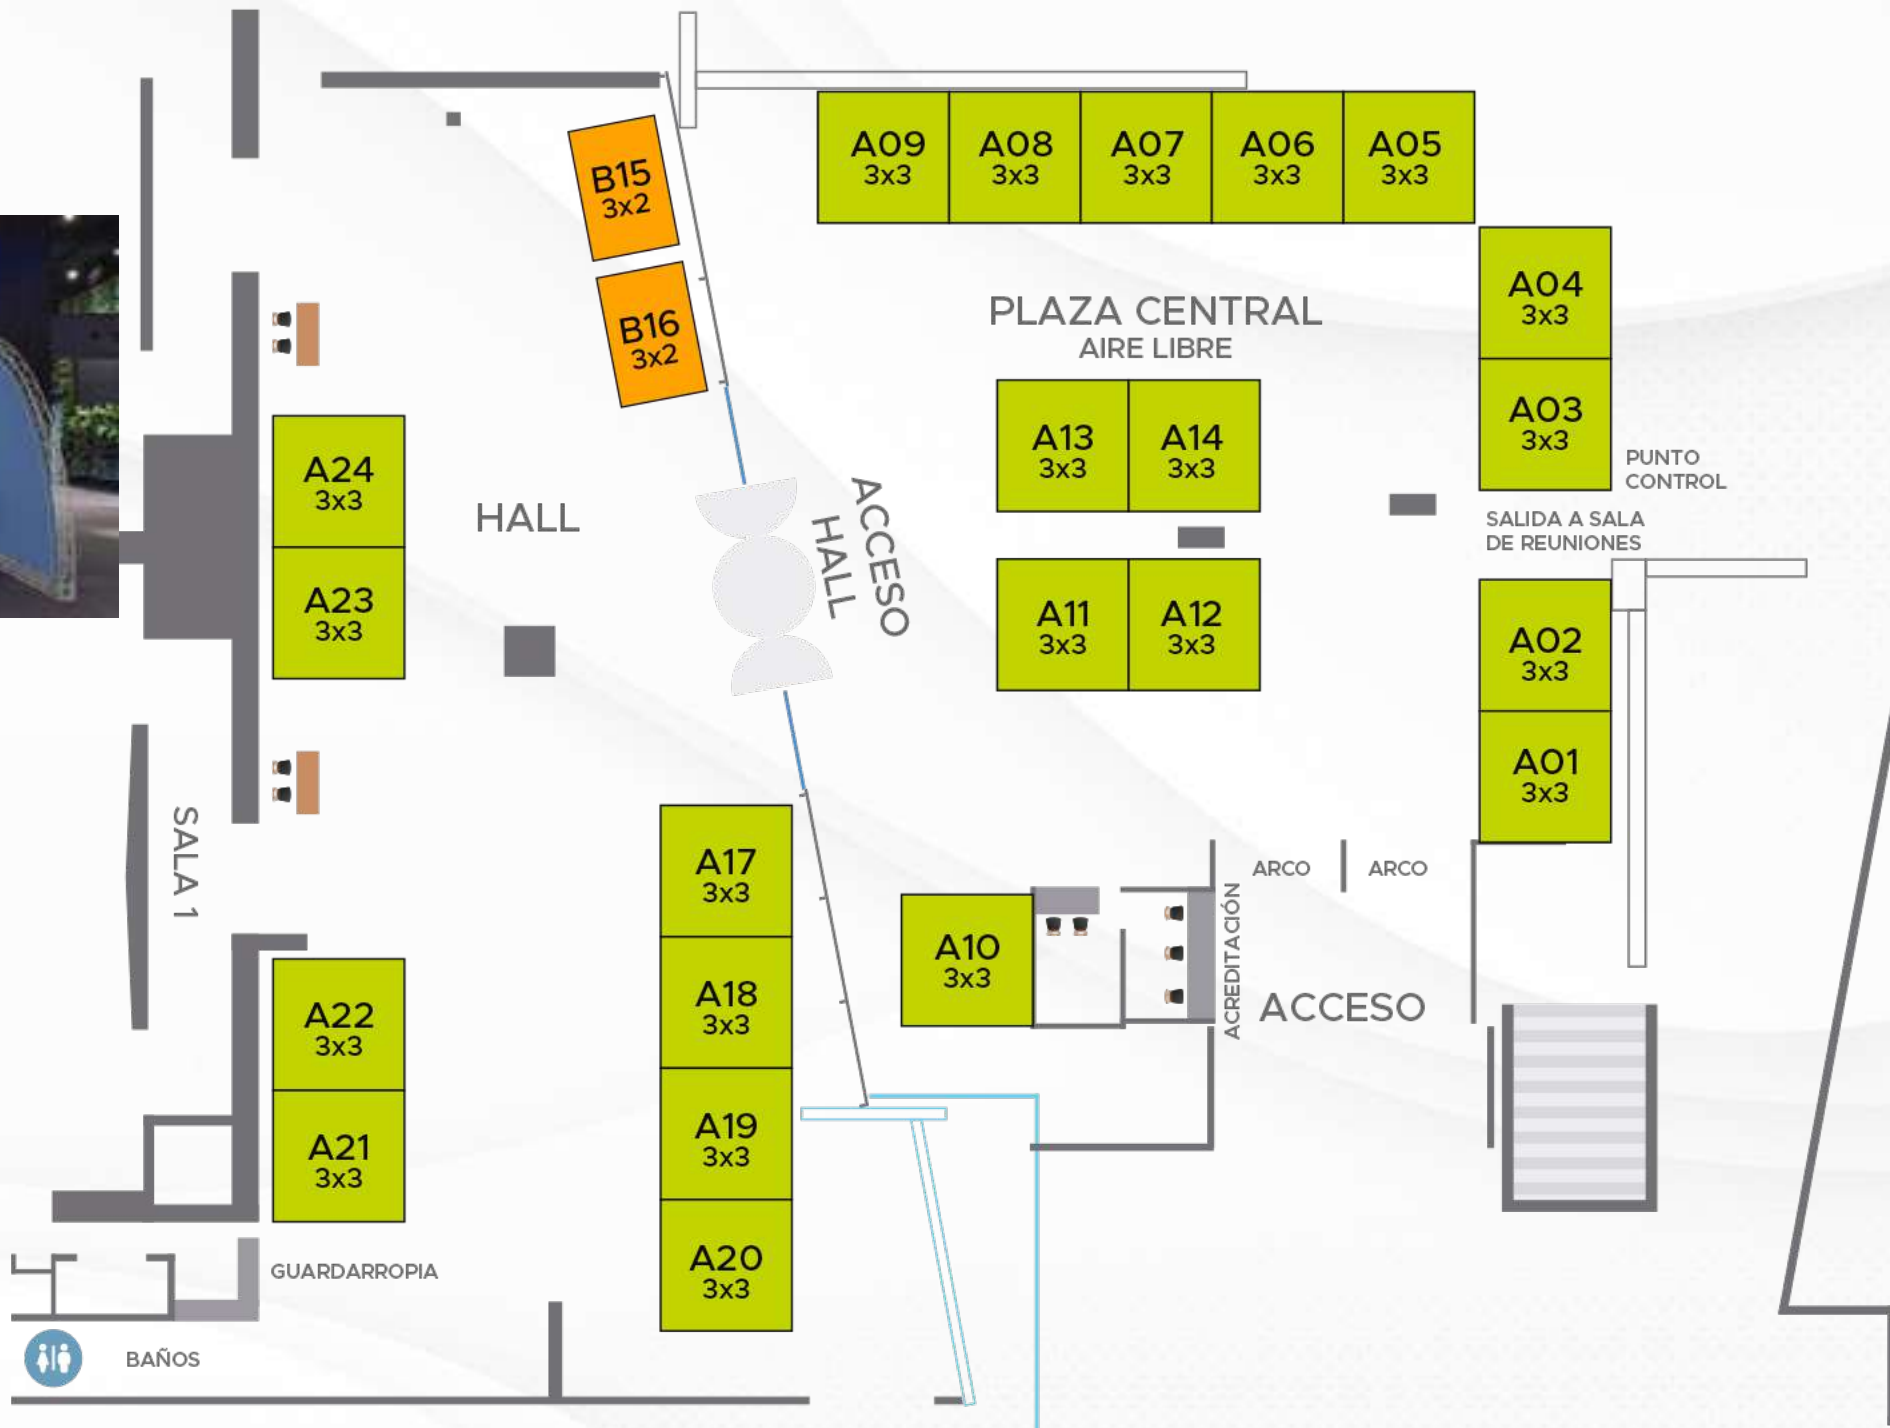 A09
3x3
A08
3x3
A07
3x3
A06
3x3
A05
3x3
B15
3x2
B16
3x2
A04
3x3
A03
3x3
PLAZA CENTRAL
AIRE LIBRE
A13
3x3
A14
3x3
PUNTO
CONTROL
SALIDA A SALA
DE REUNIONES
A24
3x3
A23
3x3
HALL
ACCESO
HALL
A11
3x3
A12
3x3
A02
3x3
A01
3x3
SALA 1
A17
3x3
A18
3x3
A19
3x3
A20
3x3
A10
3x3
ARCO
ARCO
ACREDITACIÓN
ACCESO
A22
3x3
A21
3x3
GUARDARROPIA
BAÑOS